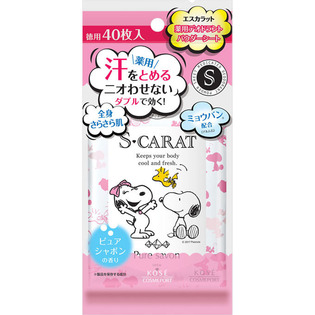 徳用40枚入
エスカラット
薬用デイオドラント
パウダーシート
薬用
汗をとめる
ニオわせない
ダブルで効く!
S
全身
さらさら肌
ミョウバン
配合
S·CARAT
Keeps your body
cool and fresh.
ピュア
シャボン
の香り
Pure savon
KOSÉ
COSMEPORT